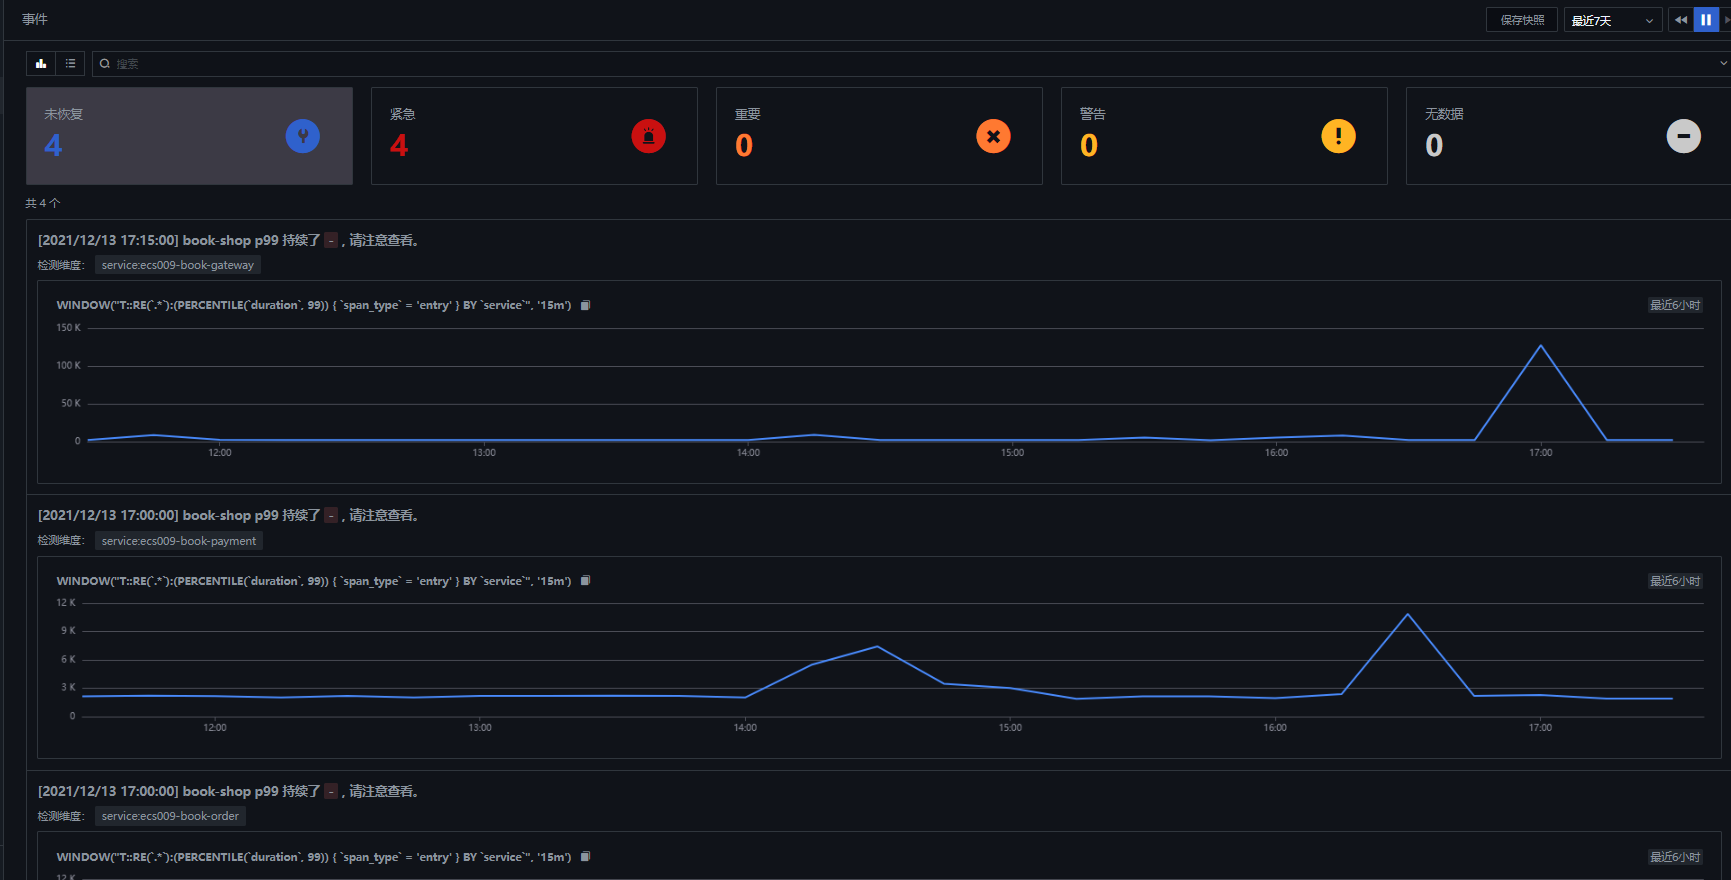 事件
保存快照
最近7天
搜索
未恢复
4
紧急
4
重要
0
警告
0
无数据
0
共 4 个
[2021/12/13 17:15:00] book-shop p99 持续了 - , 请注意查看。
检测维度: service:ecs009-book-gateway
WINDOW("T::RE(`.*`):(PERCENTILE(`duration`, 99)) { `span_type` = 'entry' } BY `service`", '15m')
最近6小时
150 K
100 K
50 K
0
12:00 13:00 14:00 15:00 16:00 17:00
[2021/12/13 17:00:00] book-shop p99 持续了 - , 请注意查看。
检测维度: service:ecs009-book-payment
WINDOW("T::RE(`.*`):(PERCENTILE(`duration`, 99)) { `span_type` = 'entry' } BY `service`", '15m')
最近6小时
12 K
9 K
6 K
3 K
0
12:00 13:00 14:00 15:00 16:00 17:00
[2021/12/13 17:00:00] book-shop p99 持续了 - , 请注意查看。
检测维度: service:ecs009-book-order
WINDOW("T::RE(`.*`):(PERCENTILE(`duration`, 99)) { `span_type` = 'entry' } BY `service`", '15m')
最近6小时
12 K